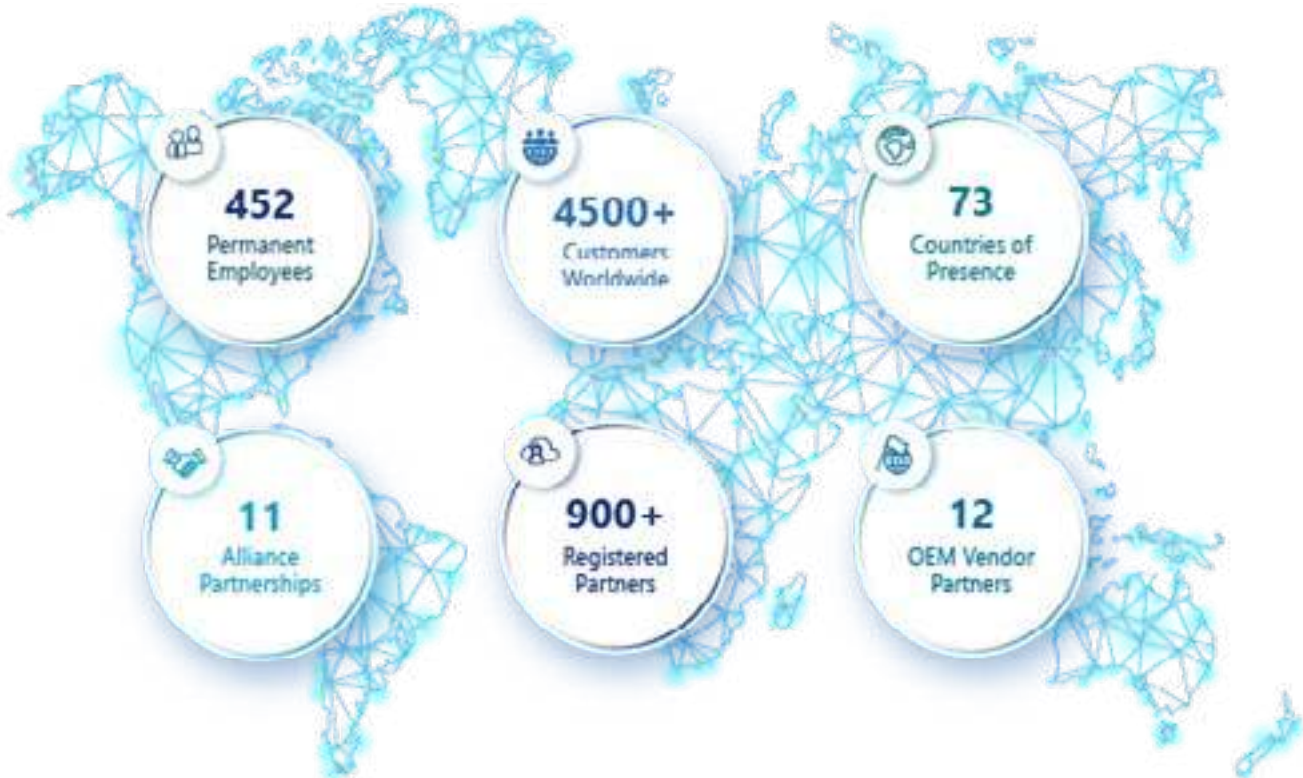 452
Permanent
Employees
4500+
Customers
Worldwide
73
Countries of
Presence
11
Alliance
Partnerships
900+
Registered
Partners
12
OEM Vendor
Partners